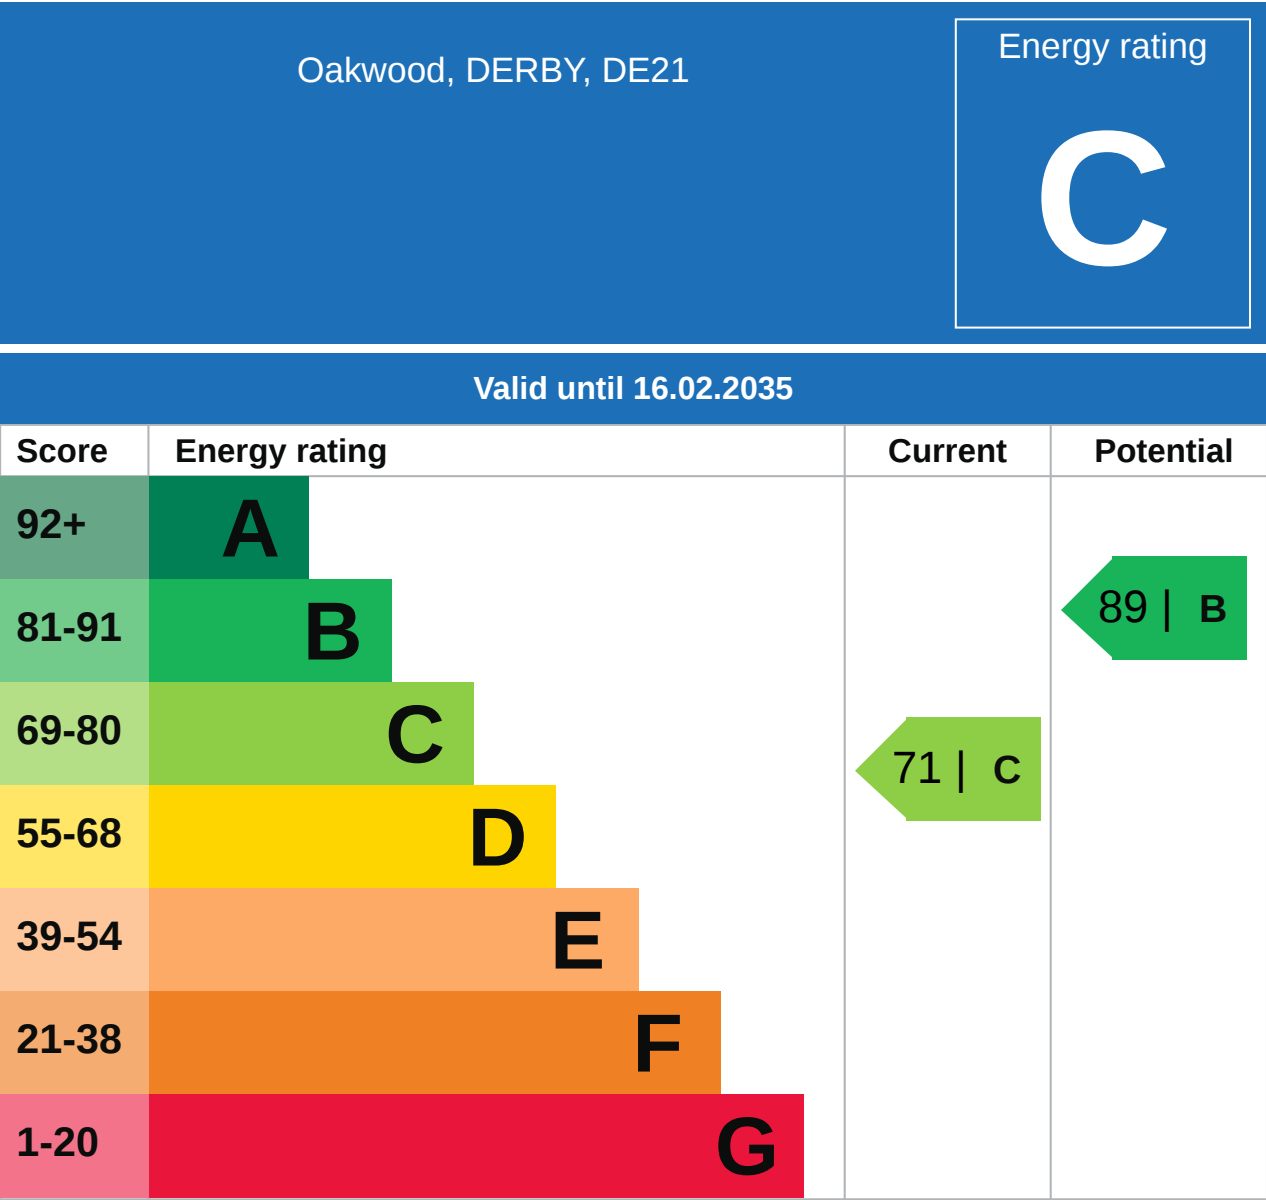 Oakwood, DERBY, DE21
Energy rating
C
Valid until 16.02.2035
Score Energy rating Current Potential
92+ A
81-91 B
89 | B
69-80 C
71 | C
55-68 D
39-54 E
21-38 F
1-20 G